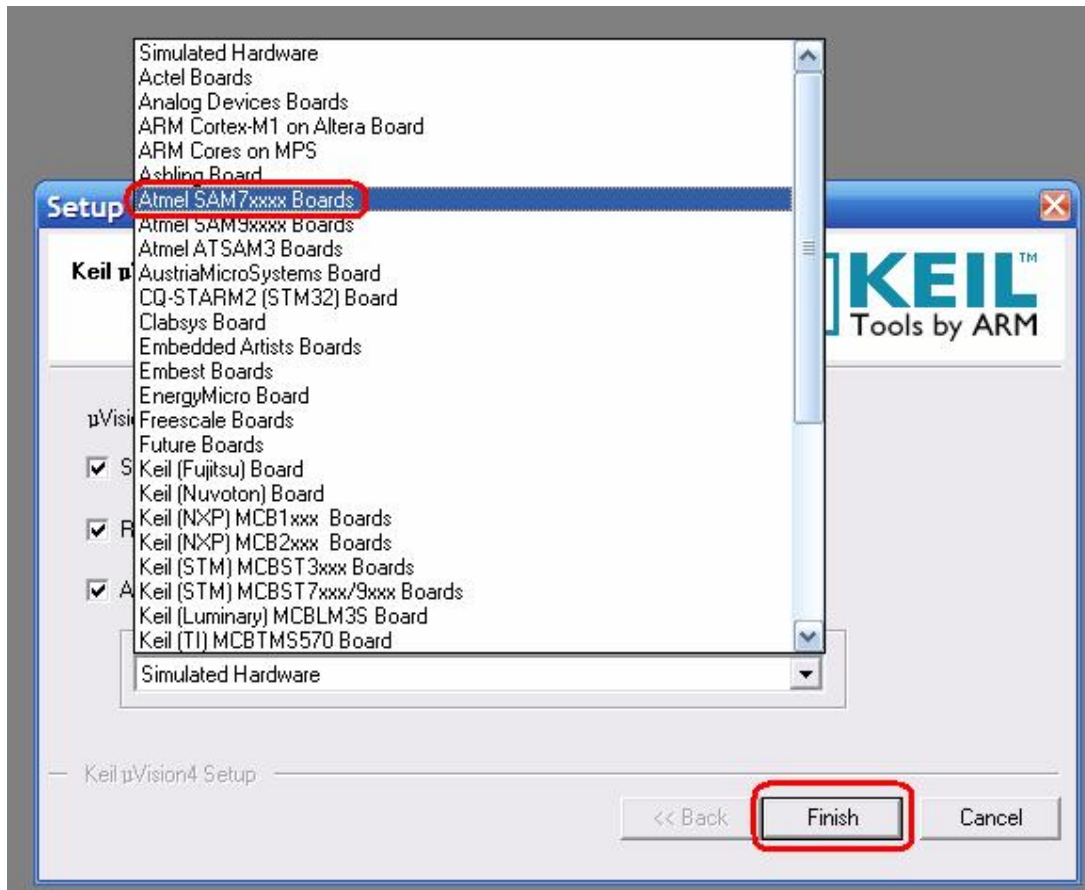 Simulated Hardware
Actel Boards
Analog Devices Boards
ARM Cortex-M1 on Altera Board
ARM Cores on MPS
Ashling Board
Setup
Atmel SAM7xxxx Boards
Atmel SAM9xxxx Boards
Atmel ATSAM3 Boards
Keil µ
AustriaMicroSystems Board
CQ-STARM2 (STM32) Board
Clabsys Board
Embedded Artists Boards
Embest Boards
EnergyMicro Board
µVisi
Freescale Boards
Future Boards
S
Keil (Fujitsu) Board
Keil (Nuvoton) Board
Keil (NXP) MCB1xxx Boards
R
Keil (NXP) MCB2xxx Boards
Keil (STM) MCBST3xxx Boards
A
Keil (STM) MCBST7xxx/9xxx Boards
Keil (Luminary) MCBLM3S Board
Keil (TI) MCBTMS570 Board
Simulated Hardware
KEIL™
Tools by ARM
Keil µVision4 Setup
<< Back
Finish
Cancel